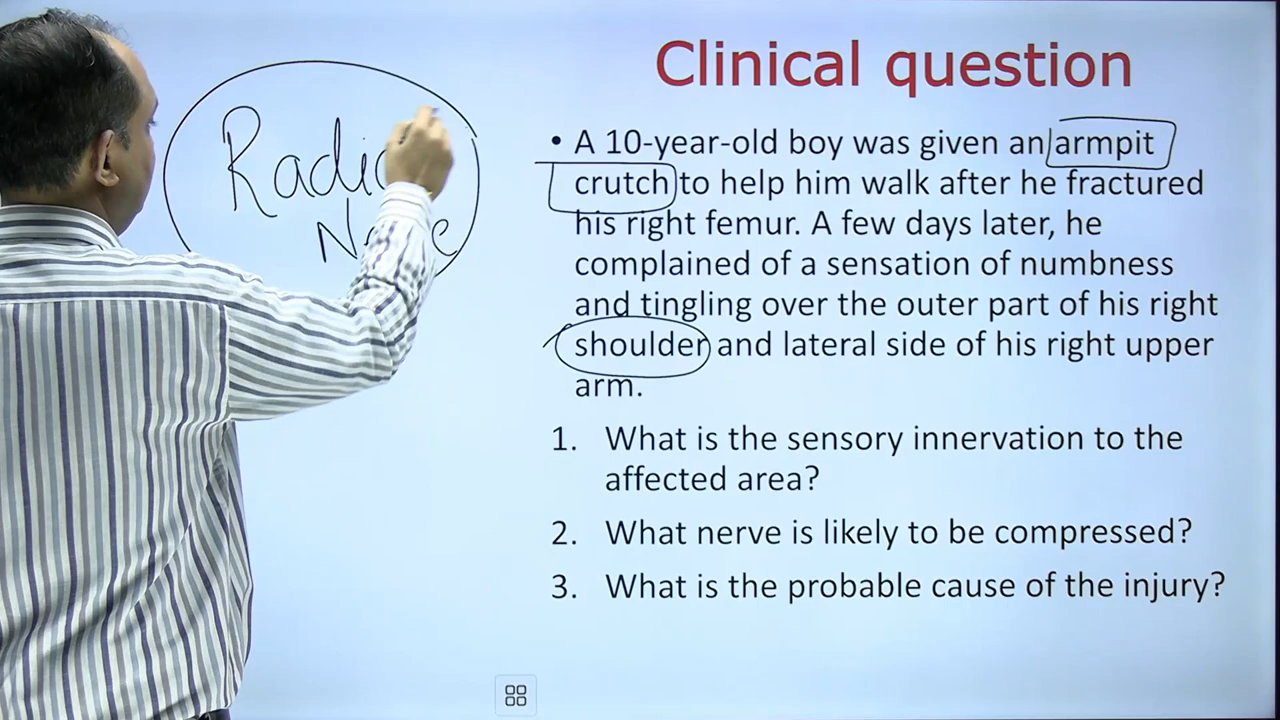 Clinical question
• A 10-year-old boy was given an armpit
crutch to help him walk after he fractured
his right femur. A few days later, he
complained of a sensation of numbness
and tingling over the outer part of his right
shoulder and lateral side of his right upper
arm.
1. What is the sensory innervation to the
affected area?
2. What nerve is likely to be compressed?
3. What is the probable cause of the injury?